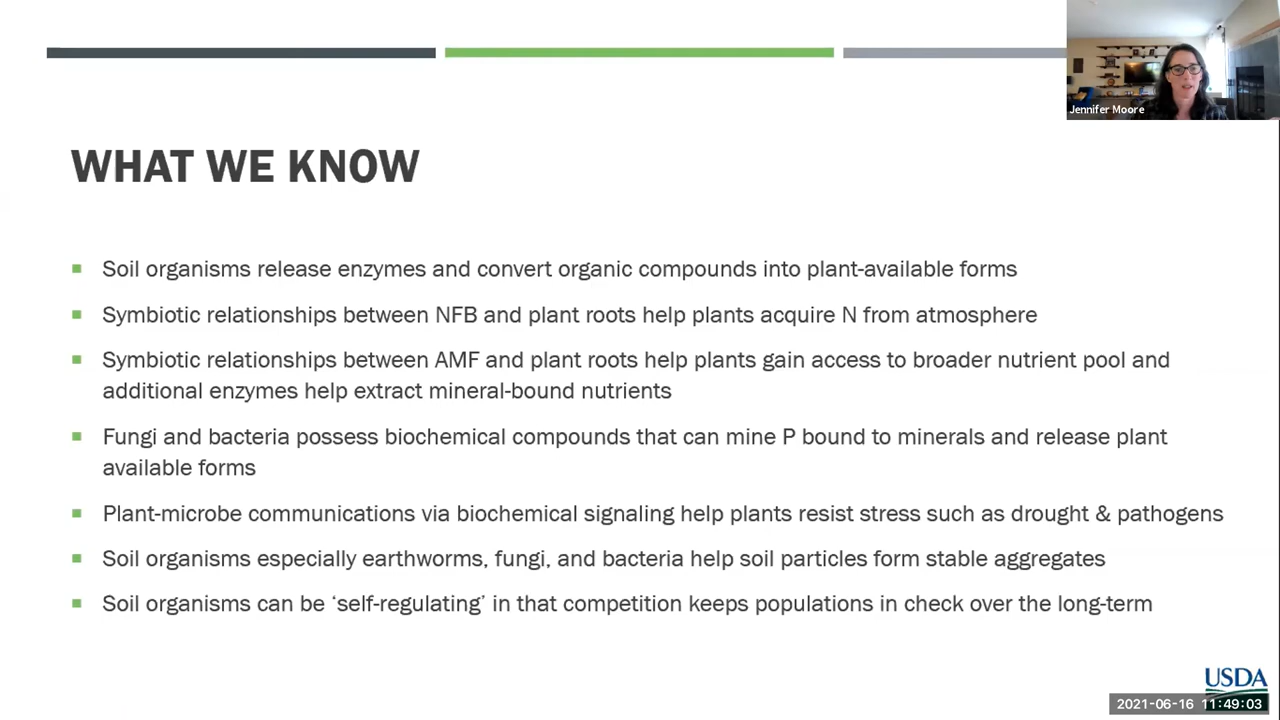 Jennifer Moore
WHAT WE KNOW
Soil organisms release enzymes and convert organic compounds into plant-available forms
Symbiotic relationships between NFB and plant roots help plants acquire N from atmosphere
Symbiotic relationships between AMF and plant roots help plants gain access to broader nutrient pool and
additional enzymes help extract mineral-bound nutrients
Fungi and bacteria possess biochemical compounds that can mine P bound to minerals and release plant
available forms
Plant-microbe communications via biochemical signaling help plants resist stress such as drought & pathogens
Soil organisms especially earthworms, fungi, and bacteria help soil particles form stable aggregates
Soil organisms can be ‘self-regulating’ in that competition keeps populations in check over the long-term
USDA
2021-06-16 11:49:03